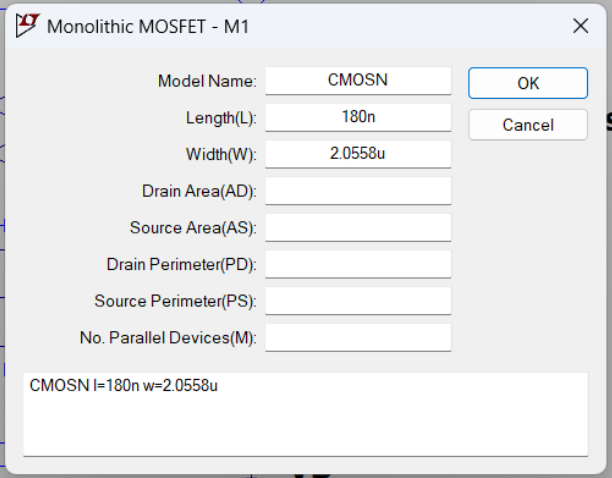 Monolithic MOSFET - M1
Model Name: CMOSN
OK
Length(L): 180n
Cancel
Width(W): 2.0558u
Drain Area(AD):
Source Area(AS):
Drain Perimeter(PD):
Source Perimeter(PS):
No. Parallel Devices(M):
CMOSN l=180n w=2.0558u